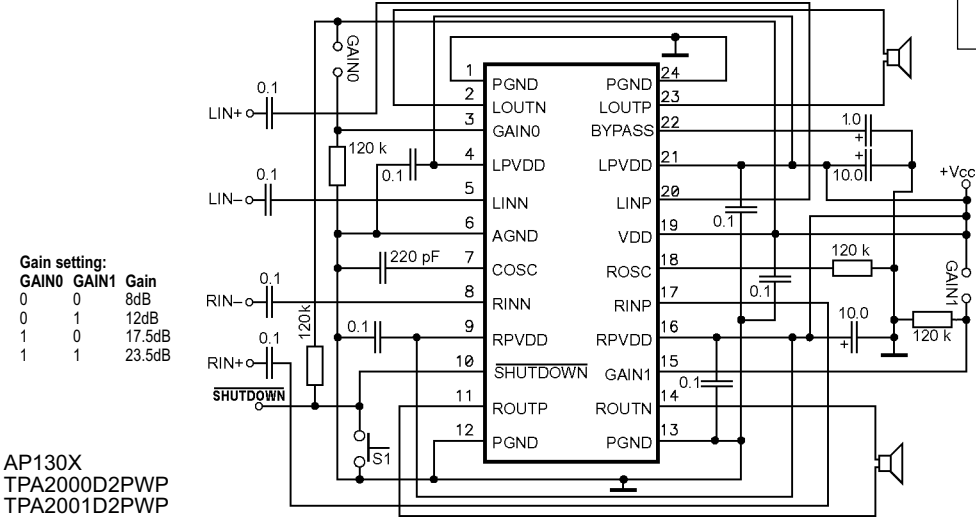 GAIN0
1 PGND
2 LOUTN
3 GAIN0
4 LPVDD
5 LINN
6 AGND
7 COSC
8 RINN
9 RPVDD
10 SHUTDOWN
11 ROUTP
12 PGND
24 PGND
23 LOUTP
22 BYPASS
21 LPVDD
20 LINP
19 VDD
18 ROSC
17 RINP
16 RPVDD
15 GAIN1
14 ROUTN
13 PGND
0.1
LIN+
120 k
0.1
0.1
LIN–
220 pF
0.1
RIN–
120k
0.1
0.1
RIN+
SHUTDOWN
S1
1.0
+
+
10.0
+Vcc
0.1
120 k
0.1
GAIN1
10.0
+
120 k
0.1
Gain setting:
GAIN0 GAIN1 Gain
0 0 8dB
0 1 12dB
1 0 17.5dB
1 1 23.5dB
AP130X
TPA2000D2PWP
TPA2001D2PWP